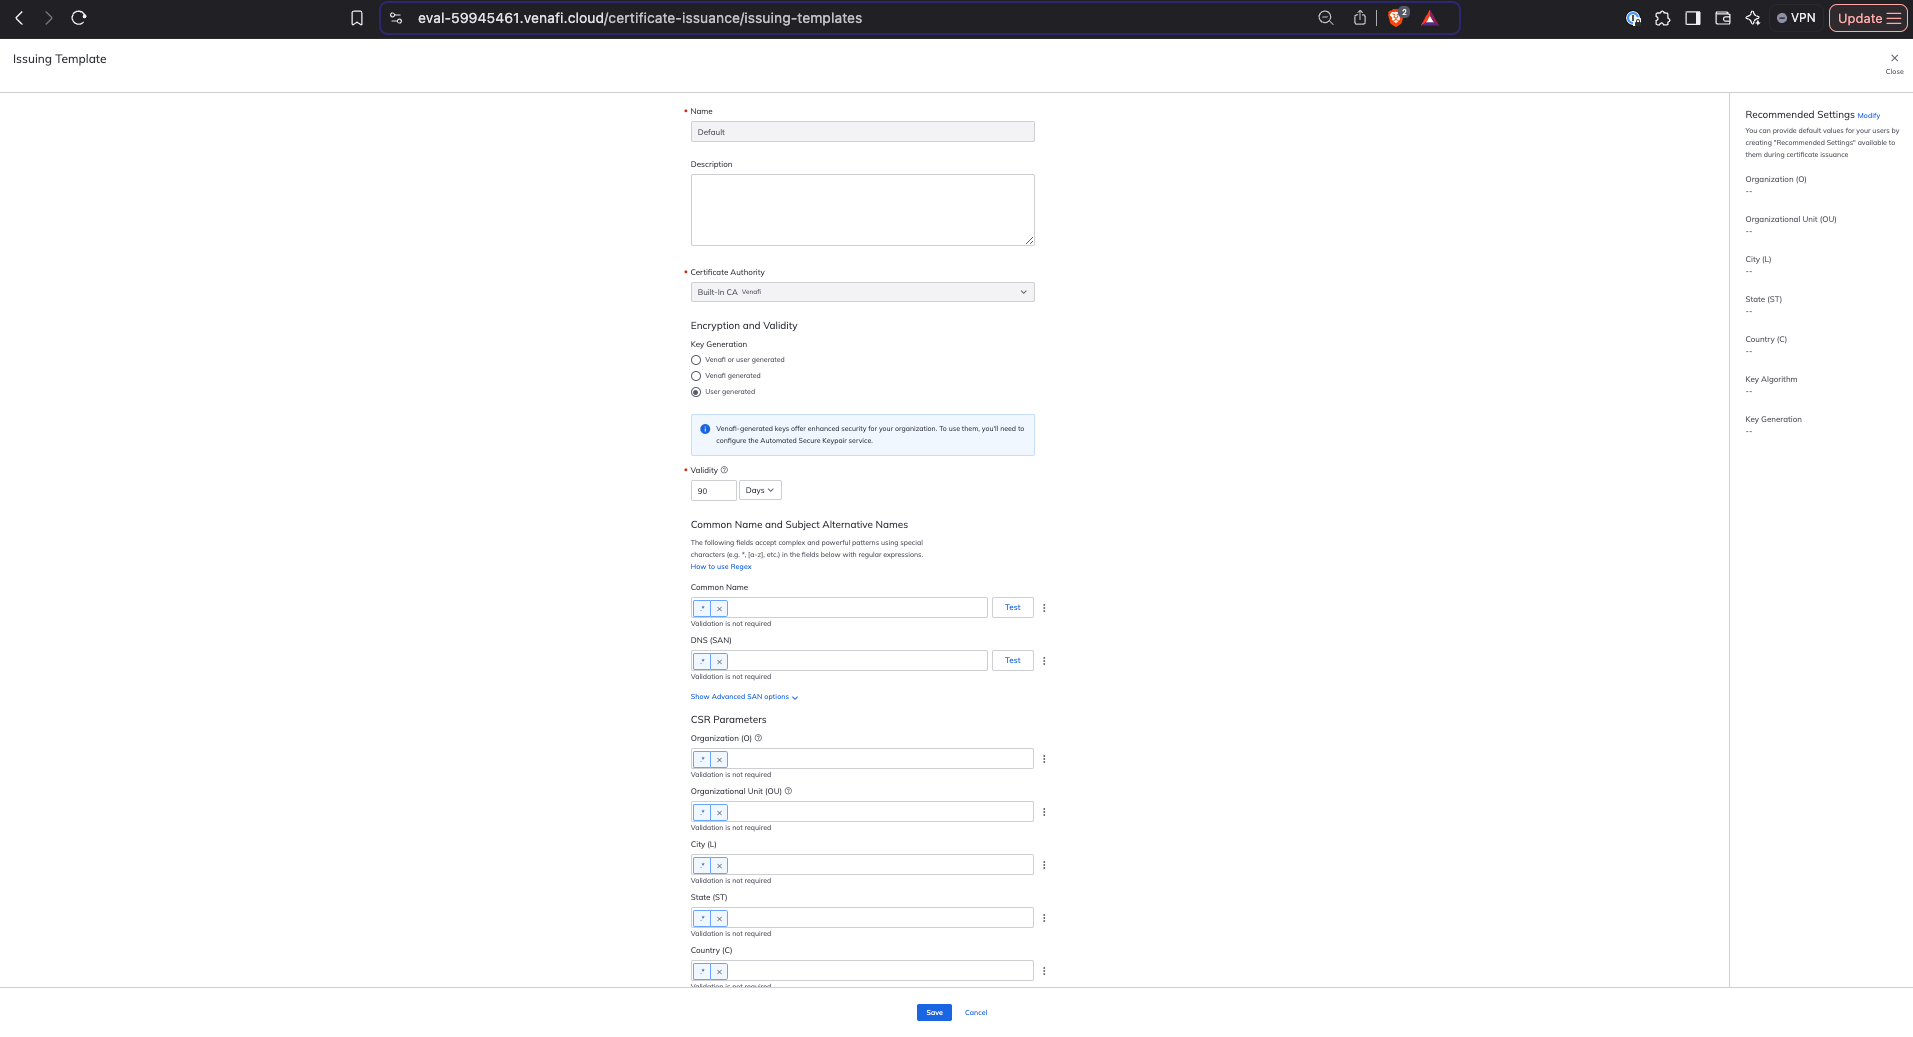 eval-59945461.venafi.cloud/certificate-issuance/issuing-templates
2
VPN
Update
Issuing Template
Close
Name
Default
Description
Certificate Authority
Built-In CA Venafi
Encryption and Validity
Key Generation
Venafi or user generated
Venafi generated
User generated
Venafi-generated keys offer enhanced security for your organization. To use them, you'll need to
configure the Automated Secure Keypair service.
Validity
90
Days
Common Name and Subject Alternative Names
The following fields accept complex and powerful patterns using special
characters (e.g. *, [a-z], etc.) in the fields below with regular expressions.
How to use Regex
Common Name
.*
Test
Validation is not required
DNS (SAN)
.*
Test
Validation is not required
Show Advanced SAN options
CSR Parameters
Organization (O)
.*
Validation is not required
Organizational Unit (OU)
.*
Validation is not required
City (L)
.*
Validation is not required
State (ST)
.*
Validation is not required
Country (C)
.*
Validation is not required
Save
Cancel
Recommended Settings Modify
You can provide default values for your users by
creating "Recommended Settings" available to
them during certificate issuance
Organization (O)
--
Organizational Unit (OU)
--
City (L)
--
State (ST)
--
Country (C)
--
Key Algorithm
--
Key Generation
--